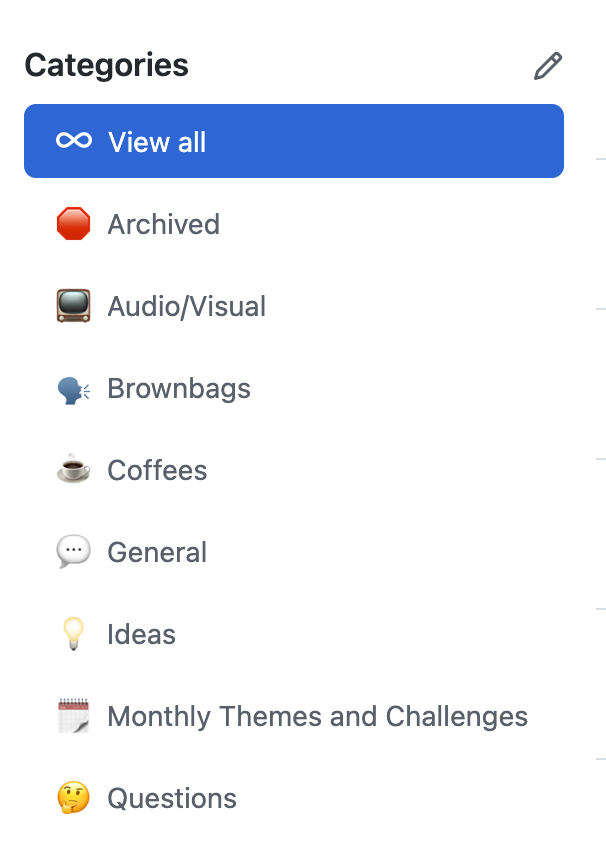 Categories
View all
Archived
Audio/Visual
Brownbags
Coffees
General
Ideas
Monthly Themes and Challenges
Questions